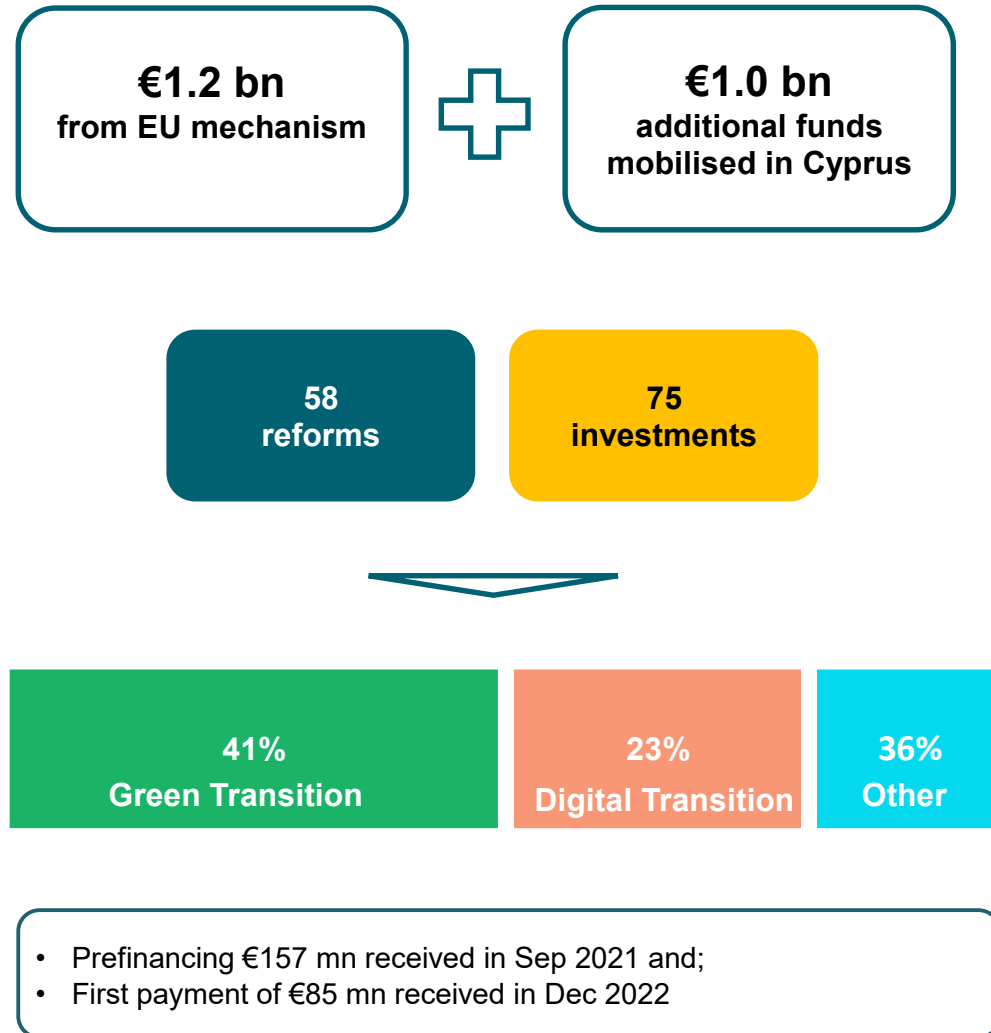 €1.2 bn
from EU mechanism
€1.0 bn
additional funds
mobilised in Cyprus
58
reforms
75
investments
41%
Green Transition
23%
Digital Transition
36%
Other
• Prefinancing €157 mn received in Sep 2021 and;
• First payment of €85 mn received in Dec 2022